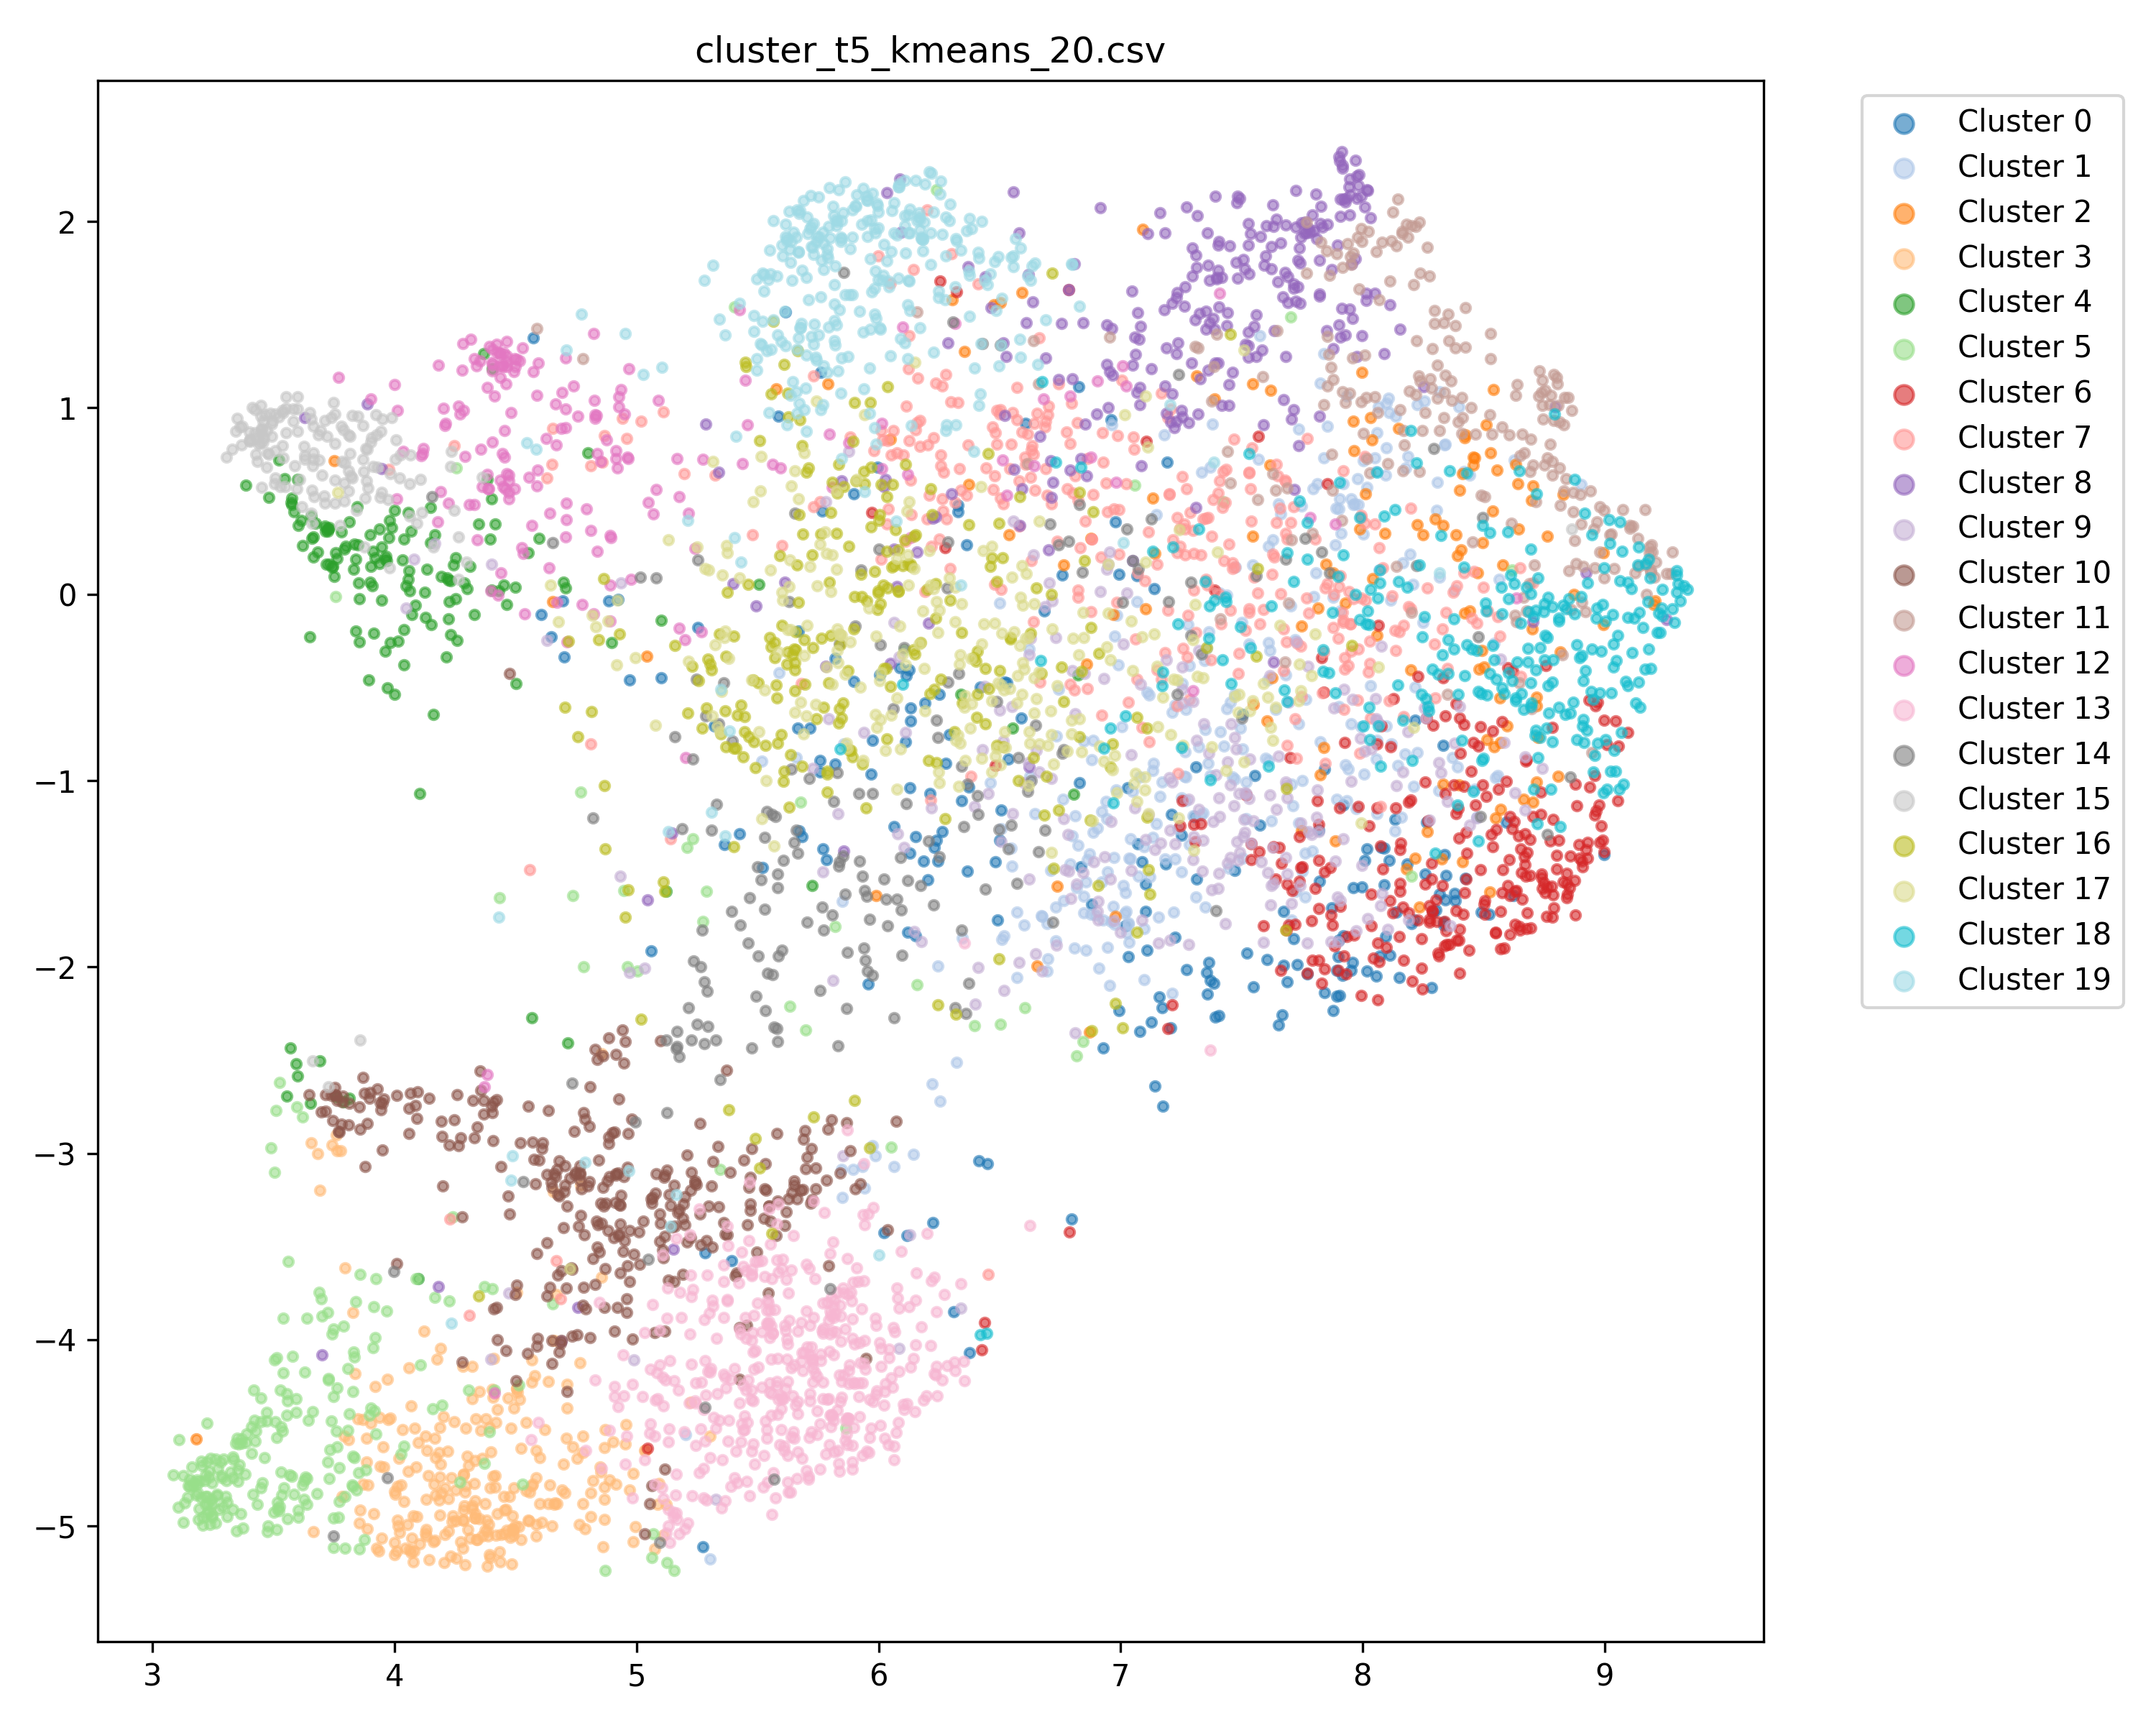 cluster_t5_kmeans_20.csv
2
1
0
−1
−2
−3
−4
−5
3 4 5 6 7 8 9
Cluster 0
Cluster 1
Cluster 2
Cluster 3
Cluster 4
Cluster 5
Cluster 6
Cluster 7
Cluster 8
Cluster 9
Cluster 10
Cluster 11
Cluster 12
Cluster 13
Cluster 14
Cluster 15
Cluster 16
Cluster 17
Cluster 18
Cluster 19